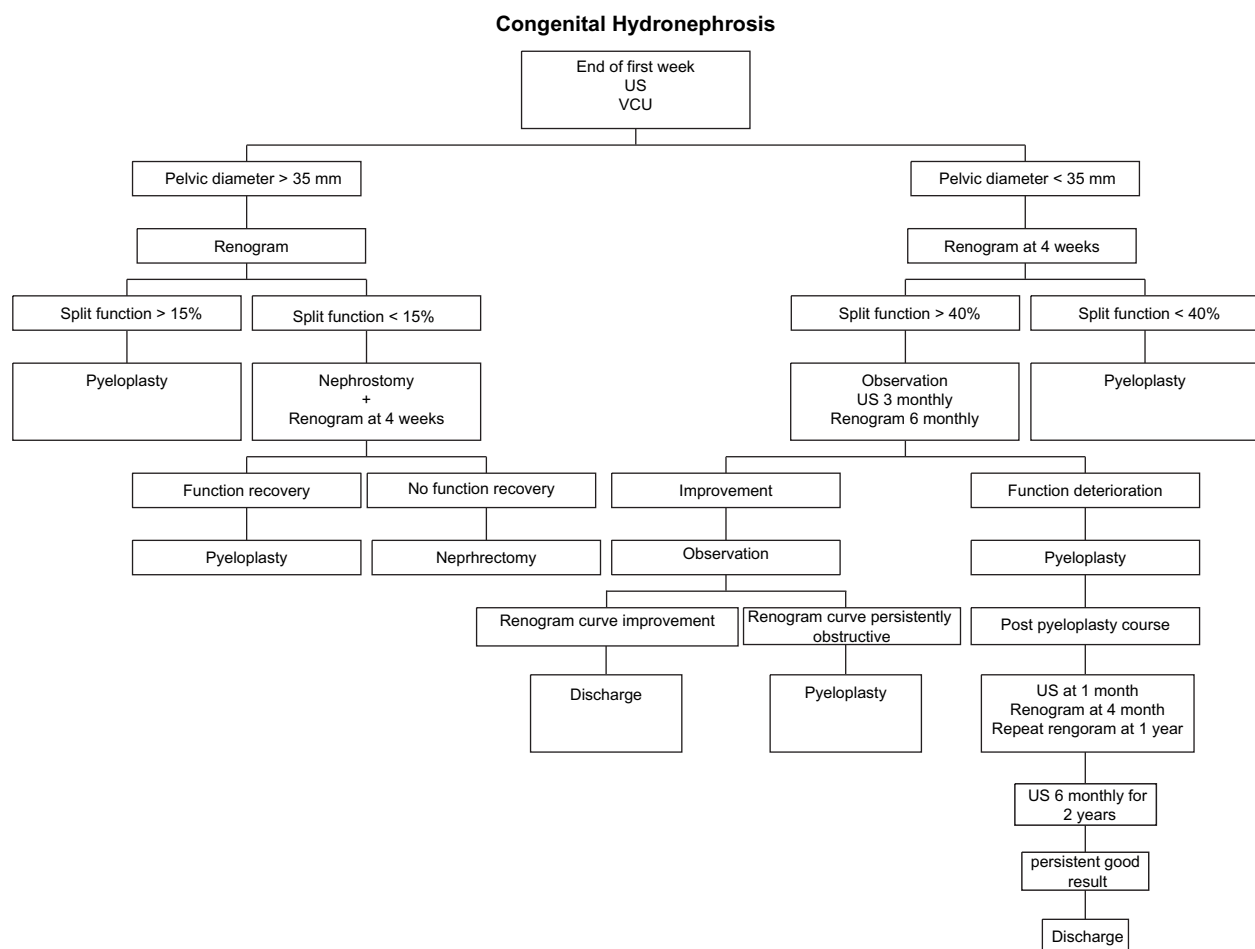 Congenital Hydronephrosis
End of first week
US
VCU
Pelvic diameter > 35 mm
Pelvic diameter < 35 mm
Renogram
Renogram at 4 weeks
Split function > 15%
Split function < 15%
Split function > 40%
Split function < 40%
Pyeloplasty
Nephrostomy
+
Renogram at 4 weeks
Observation
US 3 monthly
Renogram 6 monthly
Pyeloplasty
Function recovery
No function recovery
Improvement
Function deterioration
Pyeloplasty
Neprhrectomy
Observation
Pyeloplasty
Renogram curve improvement
Renogram curve persistently
obstructive
Post pyeloplasty course
Discharge
Pyeloplasty
US at 1 month
Renogram at 4 month
Repeat rengoram at 1 year
US 6 monthly for
2 years
persistent good
result
Discharge